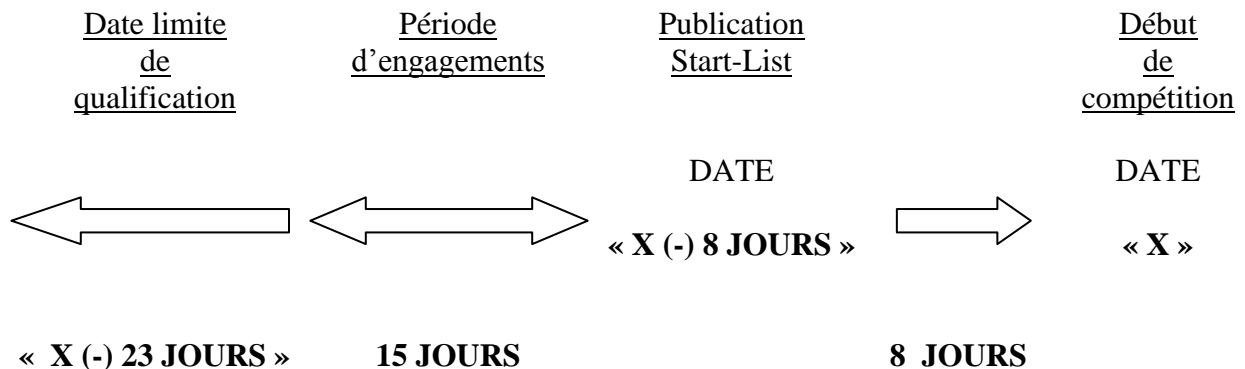 Date limite
de
qualification
Période
d’engagements
Publication
Start-List
Début
de
compétition
DATE
« X (-) 8 JOURS »
DATE
« X »
« X (-) 23 JOURS »
15 JOURS
8 JOURS